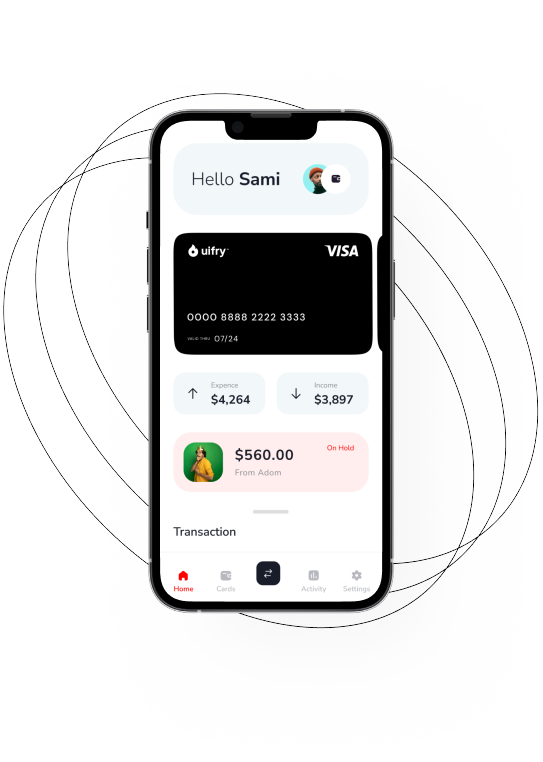 Hello Sami
uifry™
VISA
0000 8888 2222 3333
VALID THRU 07/24
Expence
$4,264
Income
$3,897
$560.00
On Hold
From Adom
Transaction
Home
Cards
Activity
Settings